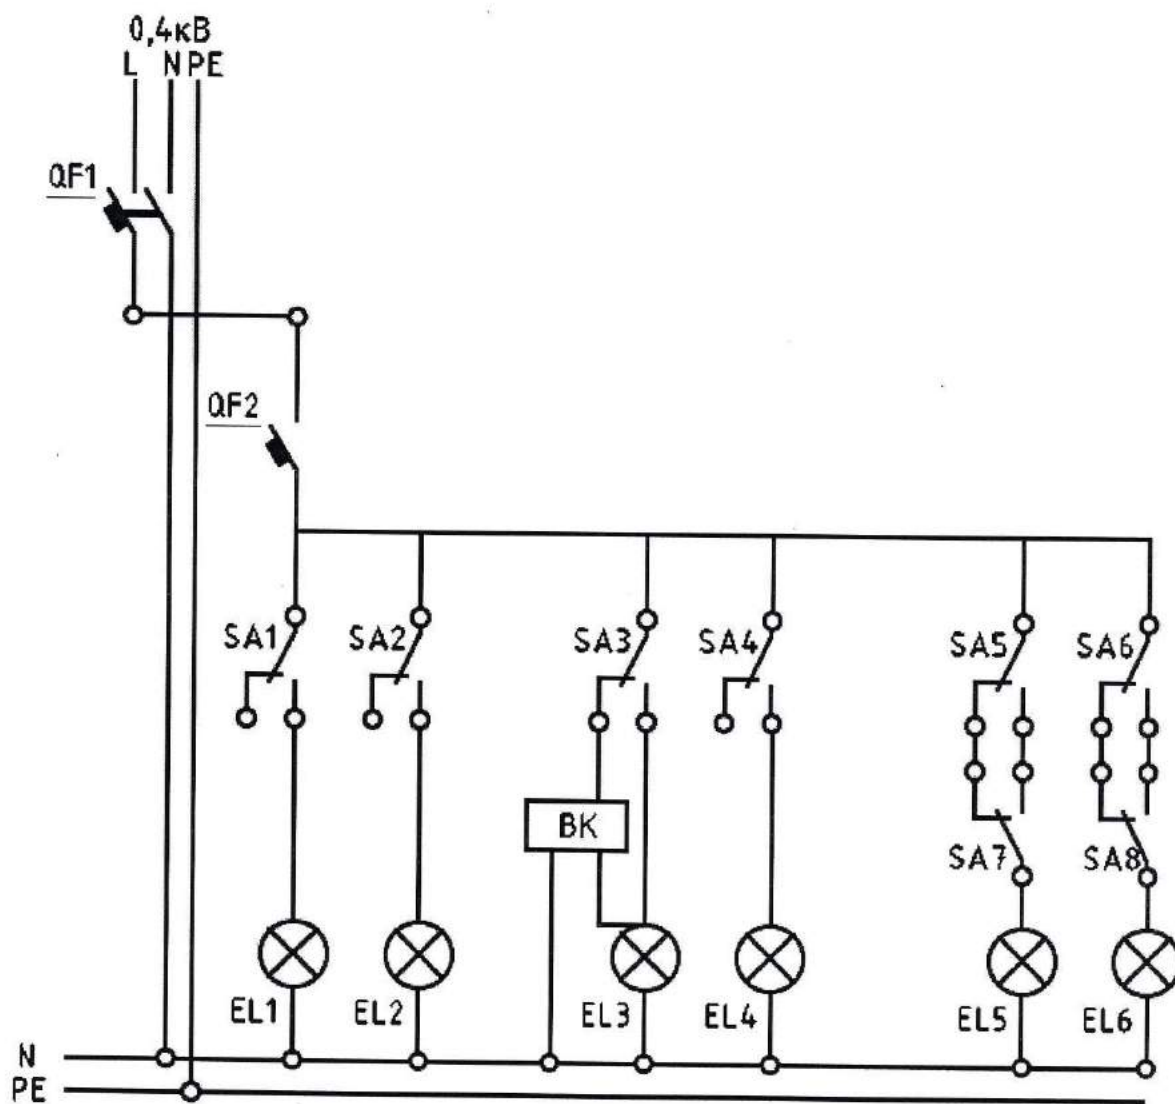 0,4кВ
L N PE
QF1
QF2
SA1 SA2 SA3 SA4 SA5 SA6
BK
SA7 SA8
EL1 EL2 EL3 EL4 EL5 EL6
N
PE